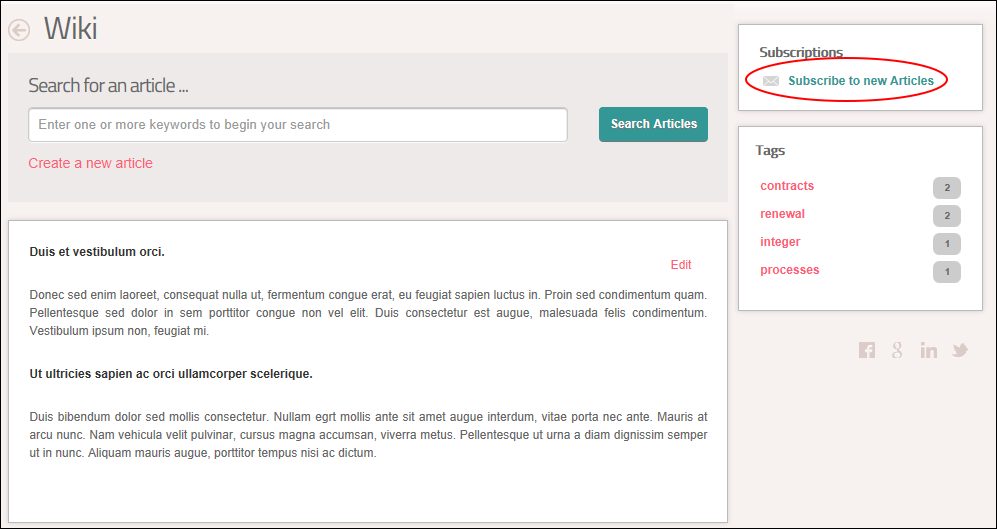 Wiki
Search for an article ...
Enter one or more keywords to begin your search
Search Articles
Create a new article
Duis et vestibulum orci.
Edit
Donec sed enim laoreet, consequat nulla ut, fermentum congue erat, eu feugiat sapien luctus in. Proin sed condimentum quam.
Pellentesque sed dolor in sem porttitor congue non vel elit. Duis consectetur est augue, malesuada felis condimentum.
Vestibulum ipsum non, feugiat mi.
Ut ultricies sapien ac orci ullamcorper scelerique.
Duis bibendum dolor sed mollis consectetur. Nullam egrt mollis ante sit amet augue interdum, vitae porta nec ante. Mauris at
arcu nunc. Nam vehicula velit pulvinar, cursus magna accumsan, viverra metus. Pellentesque ut urna a diam dignissim semper
ut in nunc. Aliquam mauris augue, porttitor tempus nisi ac dictum.
Subscriptions
Subscribe to new Articles
Tags
contracts 2
renewal 2
integer 1
processes 1